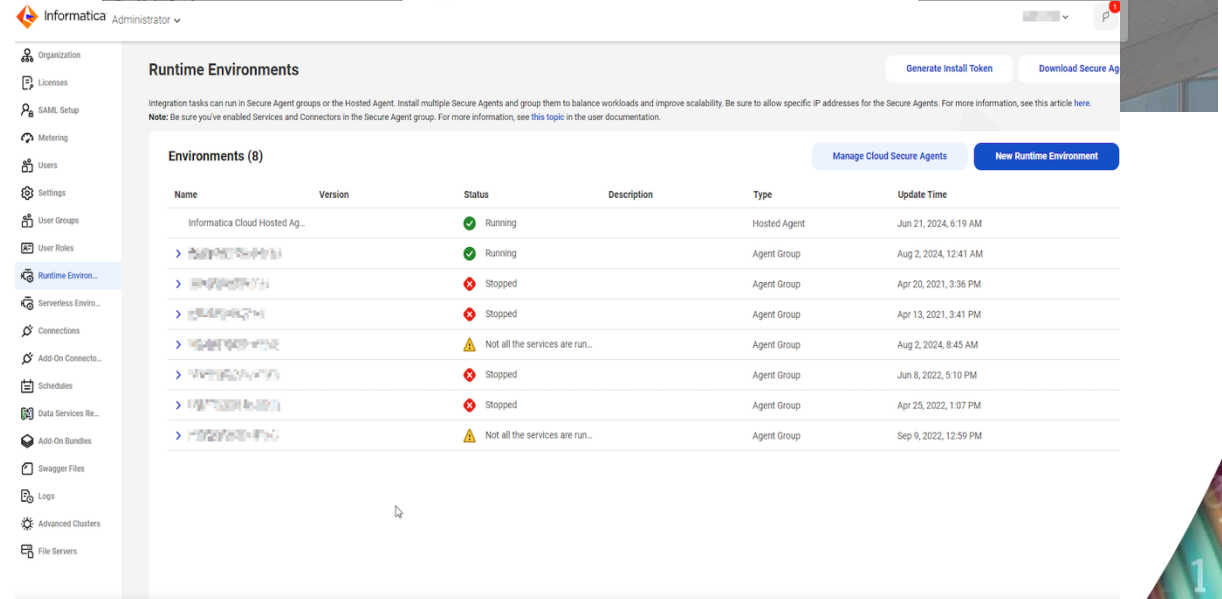 Informatica Administrator
1
Organization
Licenses
SAML Setup
Metering
Users
Settings
User Groups
User Roles
Runtime Environ...
Serverless Enviro...
Connections
Add-On Connecto...
Schedules
Data Services Re...
Add-On Bundles
Swagger Files
Logs
Advanced Clusters
File Servers
Runtime Environments
Generate Install Token
Download Secure Ag
Integration tasks can run in Secure Agent groups or the Hosted Agent. Install multiple Secure Agents and group them to balance workloads and improve scalability. Be sure to allow specific IP addresses for the Secure Agents. For more information, see this article here.
Note: Be sure you've enabled Services and Connectors in the Secure Agent group. For more information, see this topic in the user documentation.
Environments (8)
Manage Cloud Secure Agents
New Runtime Environment
Name Version Status Description Type Update Time
Informatica Cloud Hosted Ag... Running Hosted Agent Jun 21, 2024, 6:19 AM
Running Agent Group Aug 2, 2024, 12:41 AM
Stopped Agent Group Apr 20, 2021, 3:36 PM
Stopped Agent Group Apr 13, 2021, 3:41 PM
Not all the services are run... Agent Group Aug 2, 2024, 8:45 AM
Stopped Agent Group Jun 8, 2022, 5:10 PM
Stopped Agent Group Apr 25, 2022, 1:07 PM
Not all the services are run... Agent Group Sep 9, 2022, 12:59 PM
1